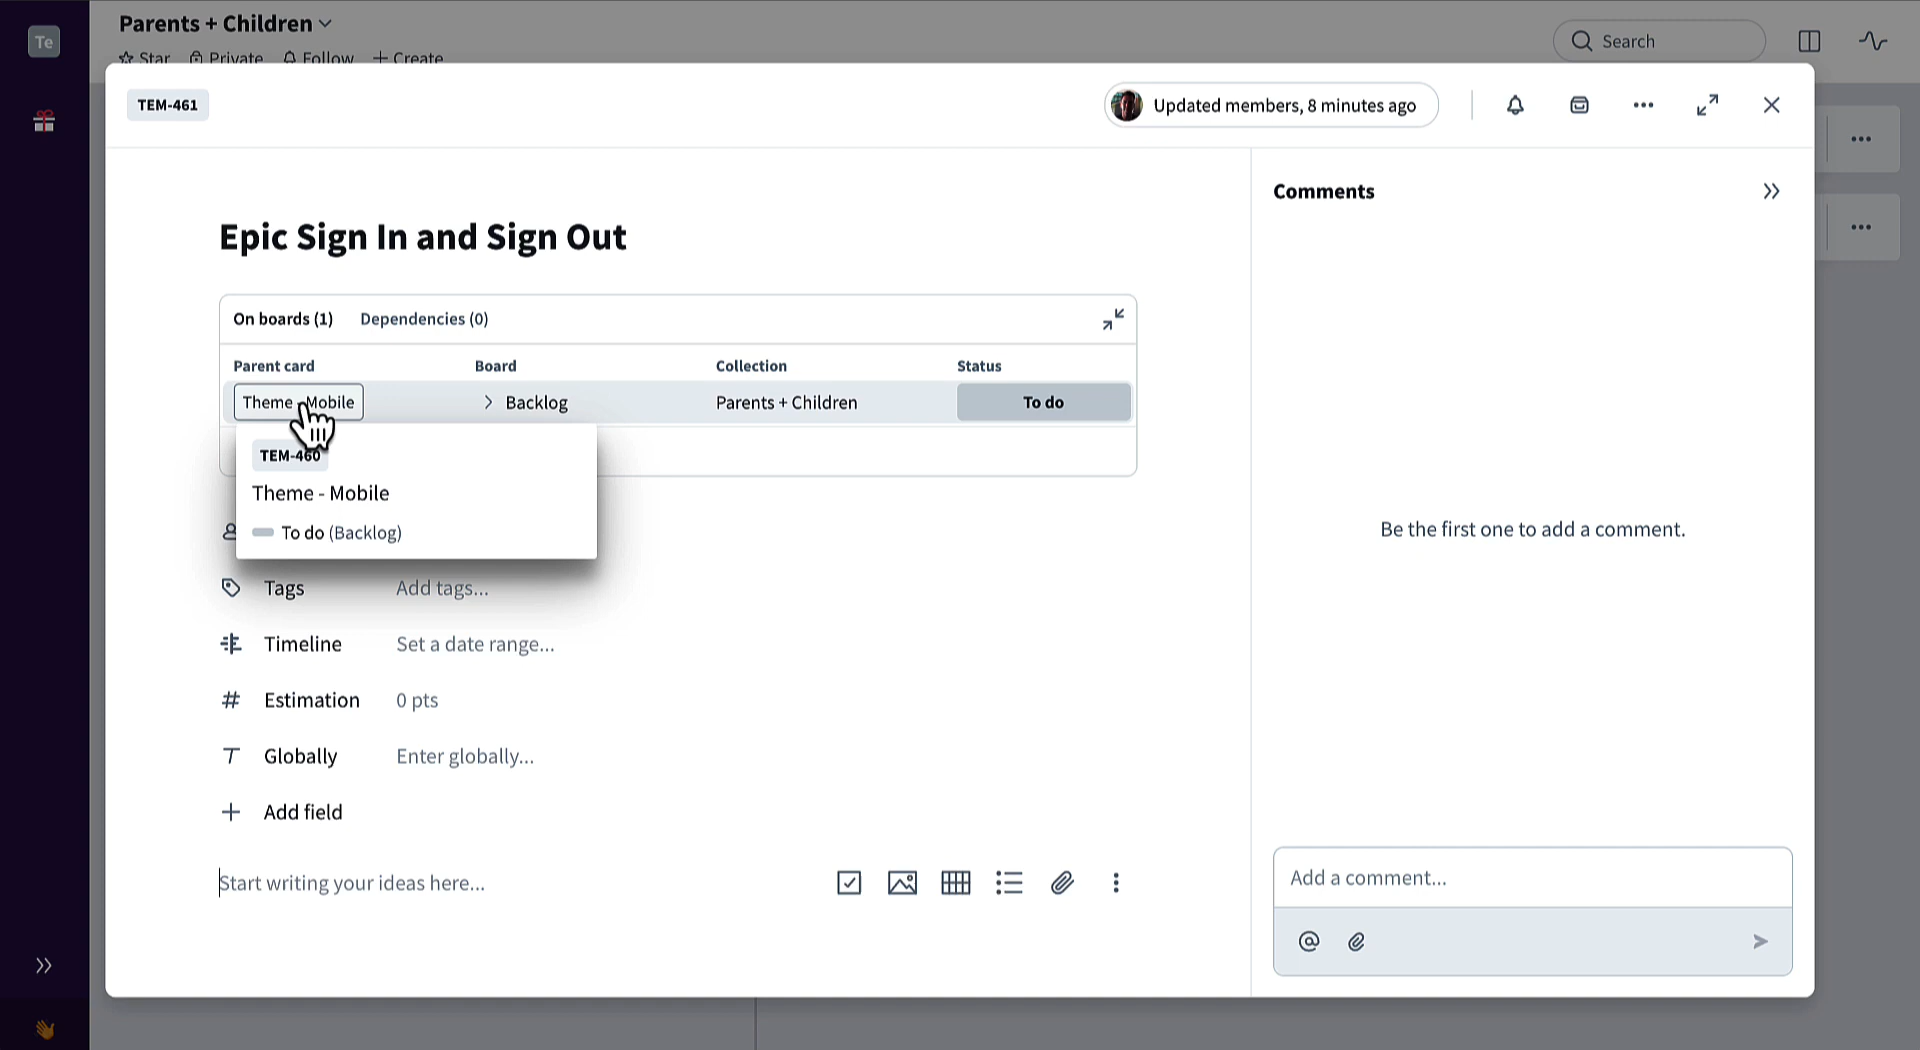 Te
Parents + Children
Star Private Follow + Create
Search
TEM-461
Updated members, 8 minutes ago
Epic Sign In and Sign Out
On boards (1) Dependencies (0)
Parent card Board Collection Status
Theme - Mobile Backlog Parents + Children To do
TEM-460
Theme - Mobile
To do (Backlog)
Tags Add tags...
Timeline Set a date range...
# Estimation 0 pts
Globally Enter globally...
+ Add field
Start writing your ideas here...
Comments
Be the first one to add a comment.
Add a comment...
@